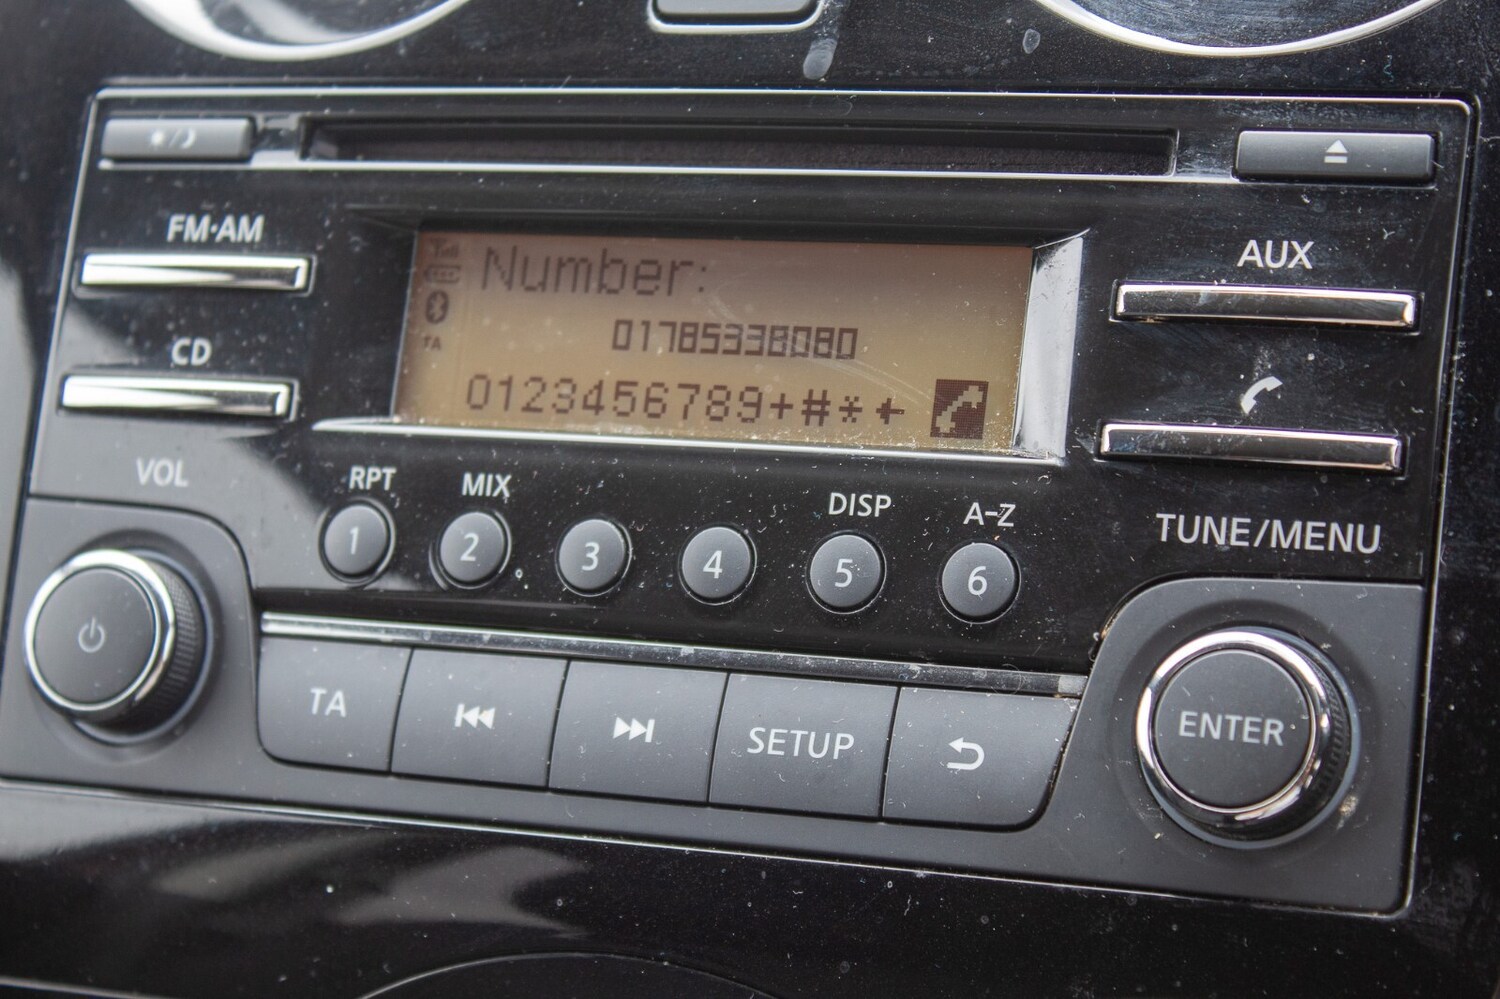 FM·AM
CD
VOL
Number:
01785338080
0123456789+#*←
TA
AUX
TUNE/MENU
RPT
MIX
DISP
A-Z
1
2
3
4
5
6
TA
SETUP
ENTER